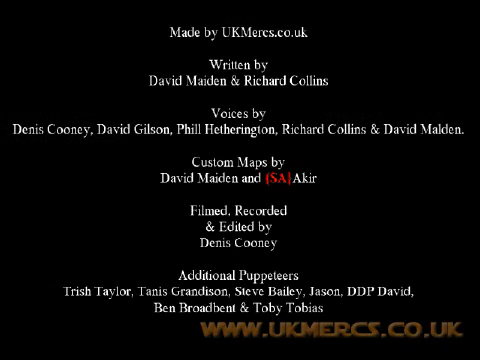 Made by UKMercs.co.uk
Written by
David Maiden & Richard Collins
Voices by
Denis Cooney, David Gilson, Phill Hetherington, Richard Collins & David Malden.
Custom Maps by
David Maiden and {SA}Akir
Filmed, Recorded
& Edited by
Denis Cooney
Additional Puppeteers
Trish Taylor, Tanis Grandison, Steve Bailey, Jason, DDP David,
Ben Broadbent & Toby Tobias
WWW.UKMERCS.CO.UK